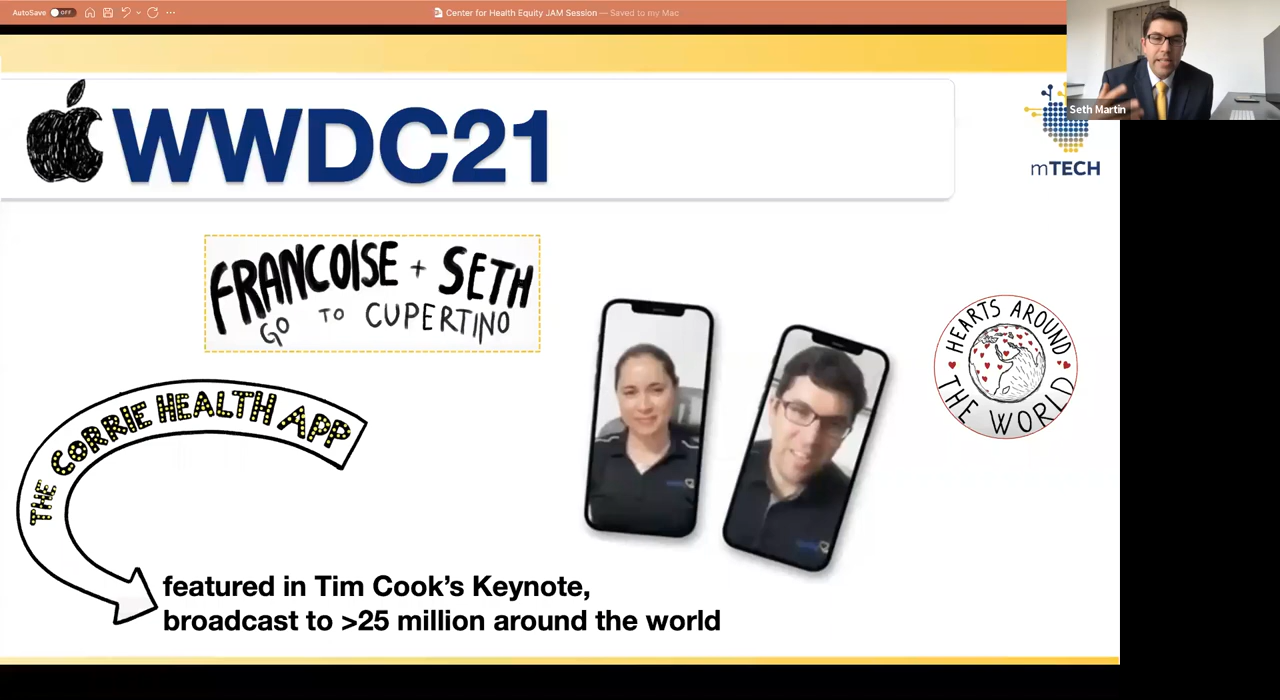 AutoSave OFF
Center for Health Equity JAM Session — Saved to my Mac
Seth Martin
WWDC21
mTECH
FRANCOISE + SETH
GO TO CUPERTINO
HEARTS AROUND
THE WORLD
THE CORRIE HEALTH APP
featured in Tim Cook’s Keynote,
broadcast to >25 million around the world